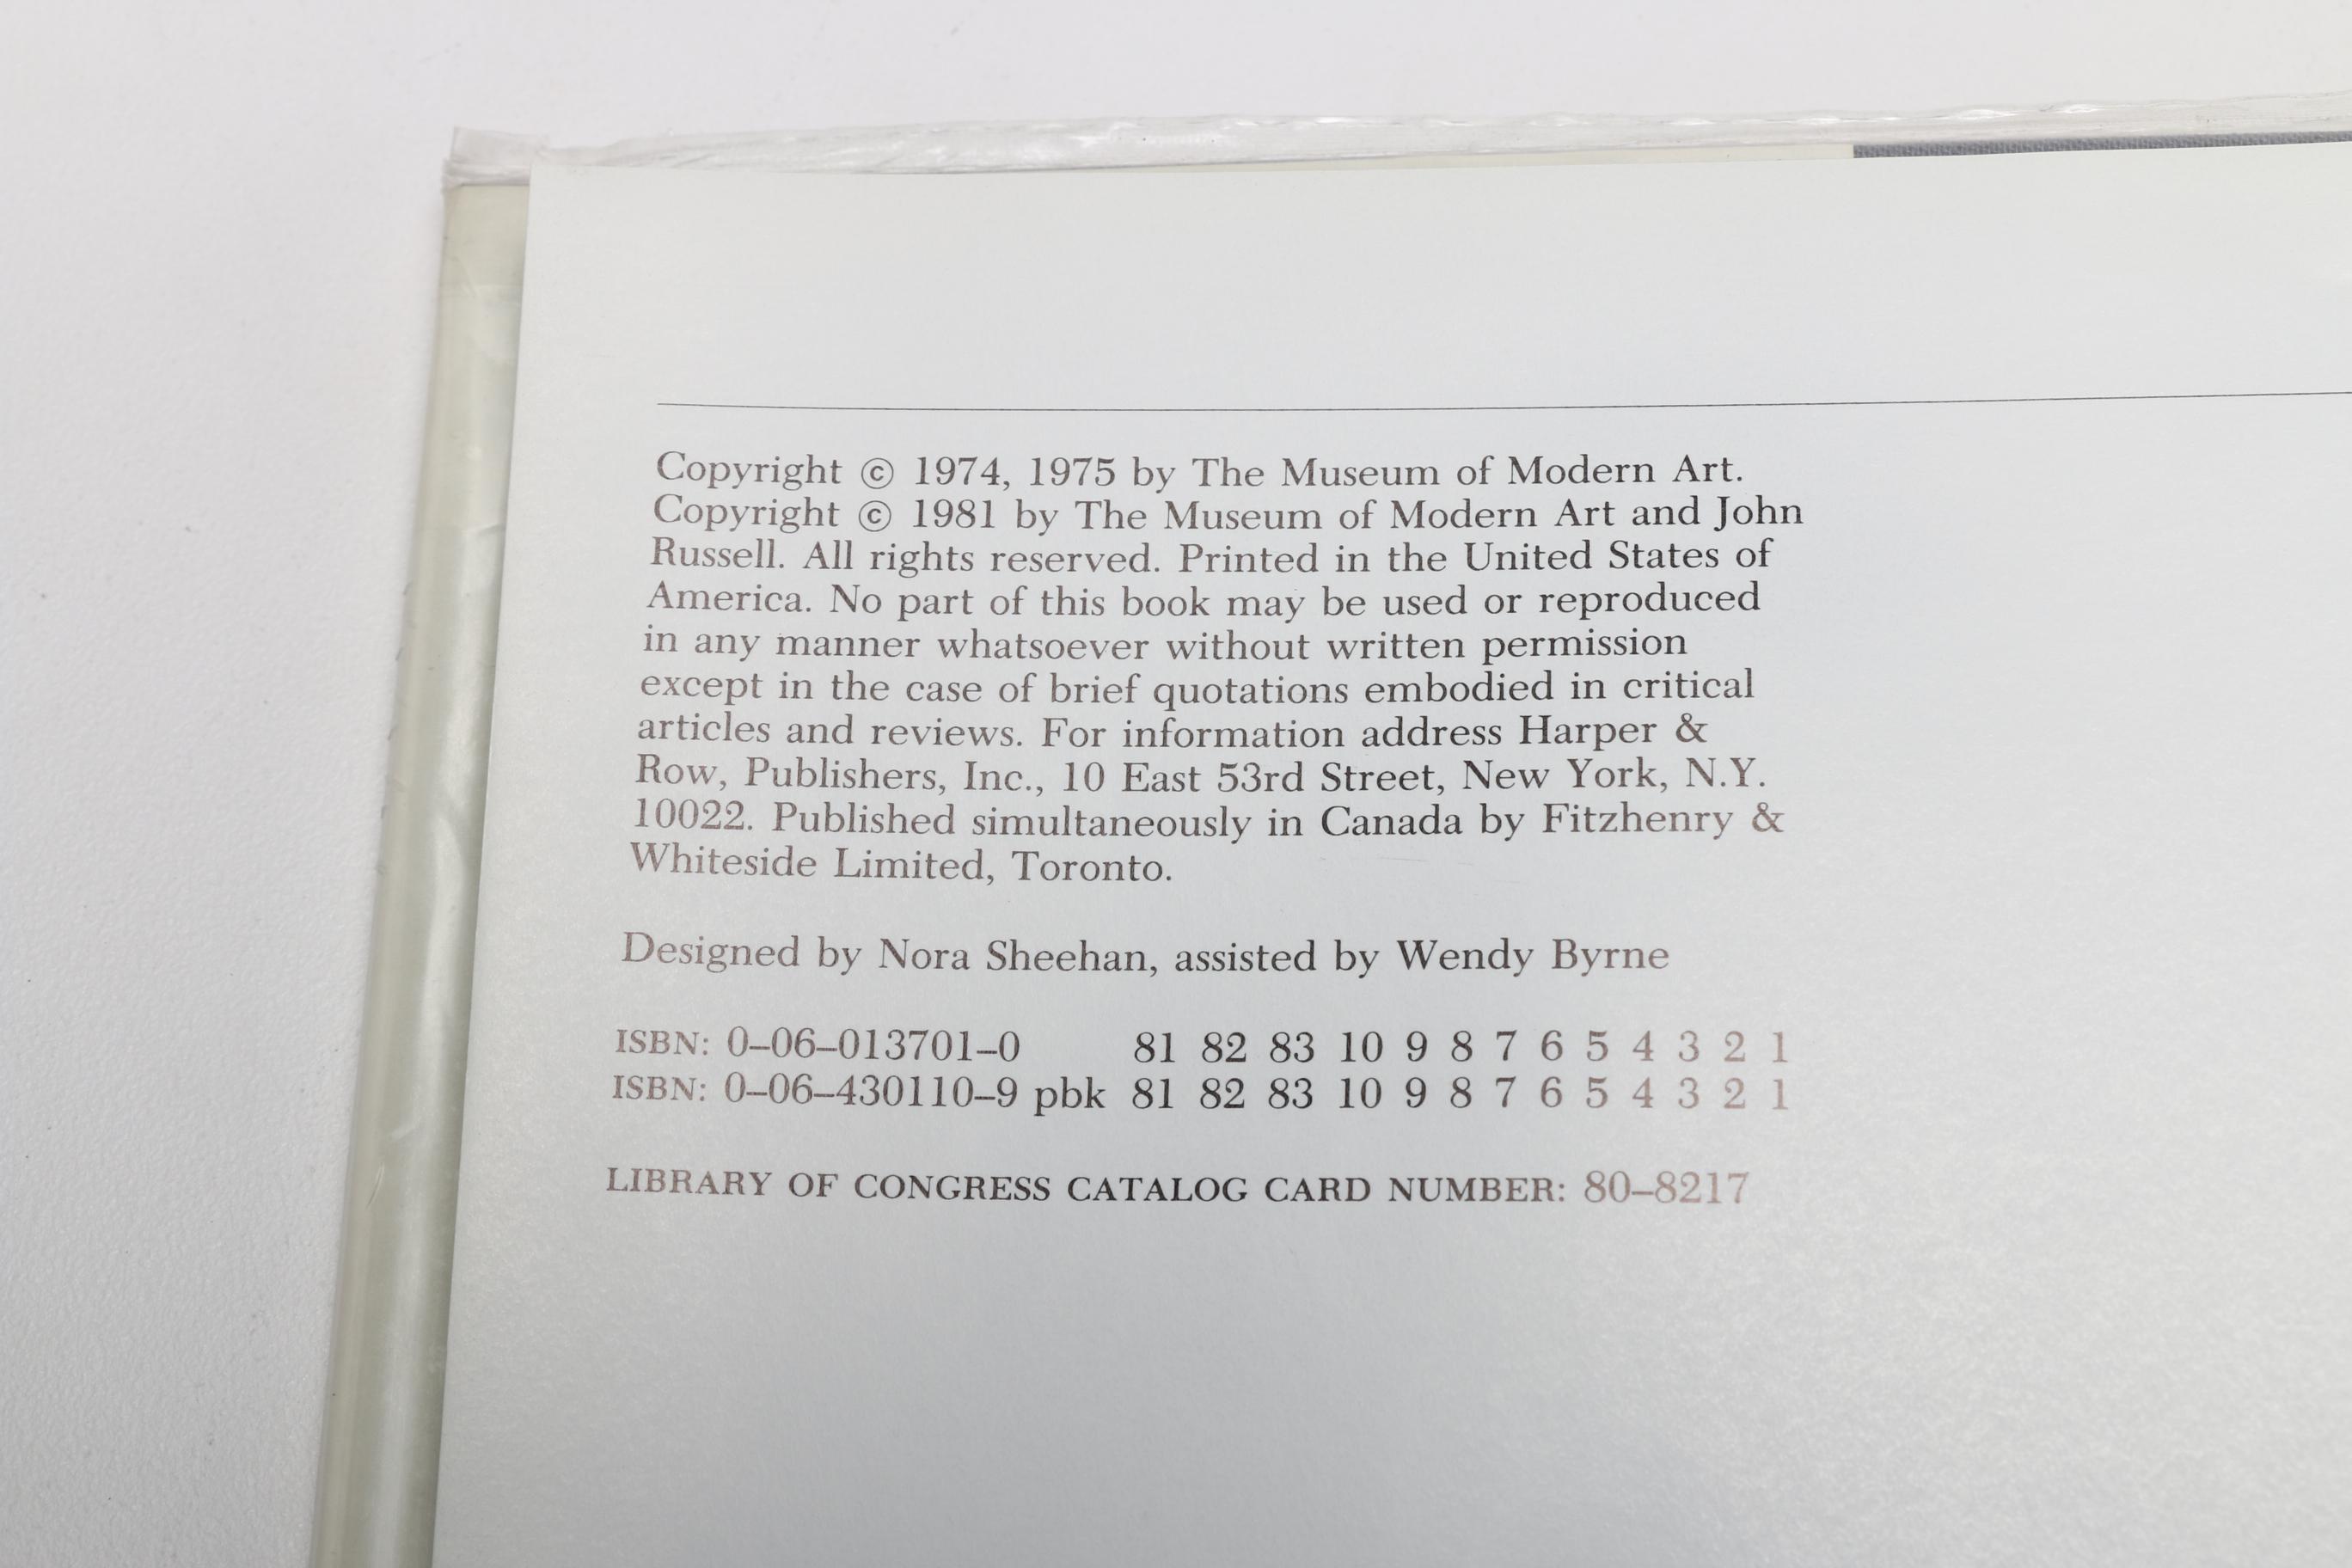 Copyright © 1974, 1975 by The Museum of Modern Art.
Copyright © 1981 by The Museum of Modern Art and John
Russell. All rights reserved. Printed in the United States of
America. No part of this book may be used or reproduced
in any manner whatsoever without written permission
except in the case of brief quotations embodied in critical
articles and reviews. For information address Harper &
Row, Publishers, Inc., 10 East 53rd Street, New York, N.Y.
10022. Published simultaneously in Canada by Fitzhenry &
Whiteside Limited, Toronto.
Designed by Nora Sheehan, assisted by Wendy Byrne
ISBN: 0–06–013701–0 81 82 83 10 9 8 7 6 5 4 3 2 1
ISBN: 0–06–430110–9 pbk 81 82 83 10 9 8 7 6 5 4 3 2 1
LIBRARY OF CONGRESS CATALOG CARD NUMBER: 80–8217